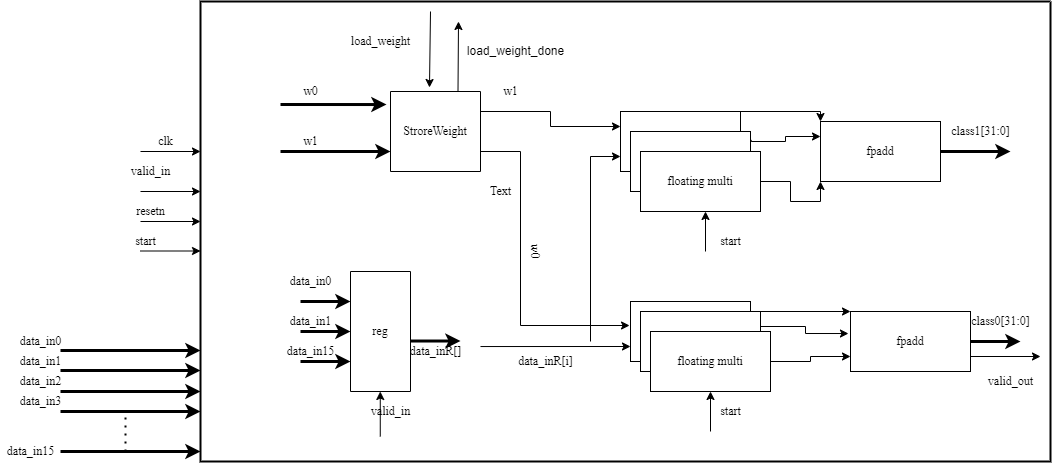 load_weight
load_weight_done
w0
w1
StroreWeight
w1
clk
valid_in
resetn
start
Text
w0
floating multi
start
fpadd
class1[31:0]
data_in0
data_in1
data_in15
reg
data_inR[]
valid_in
data_inR[i]
floating multi
start
fpadd
class0[31:0]
valid_out
data_in0
data_in1
data_in2
data_in3
data_in15